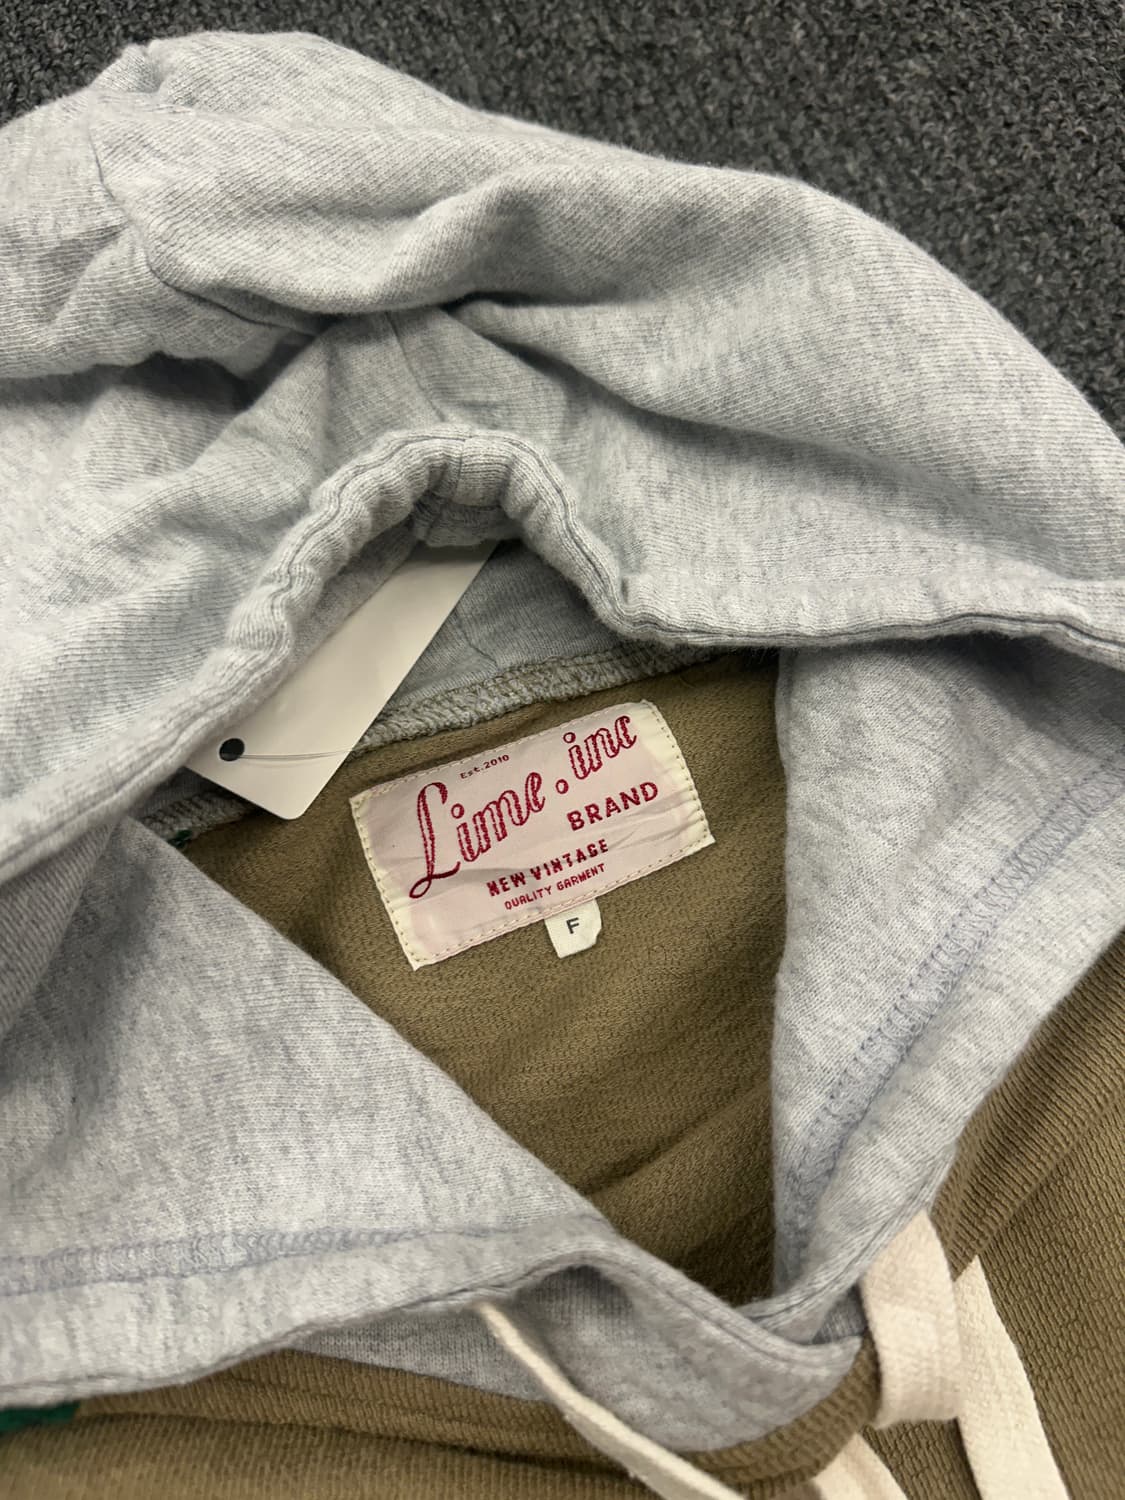 Est.2010
Lime.inc
BRAND
NEW VINTAGE
QUALITY GARMENT
F